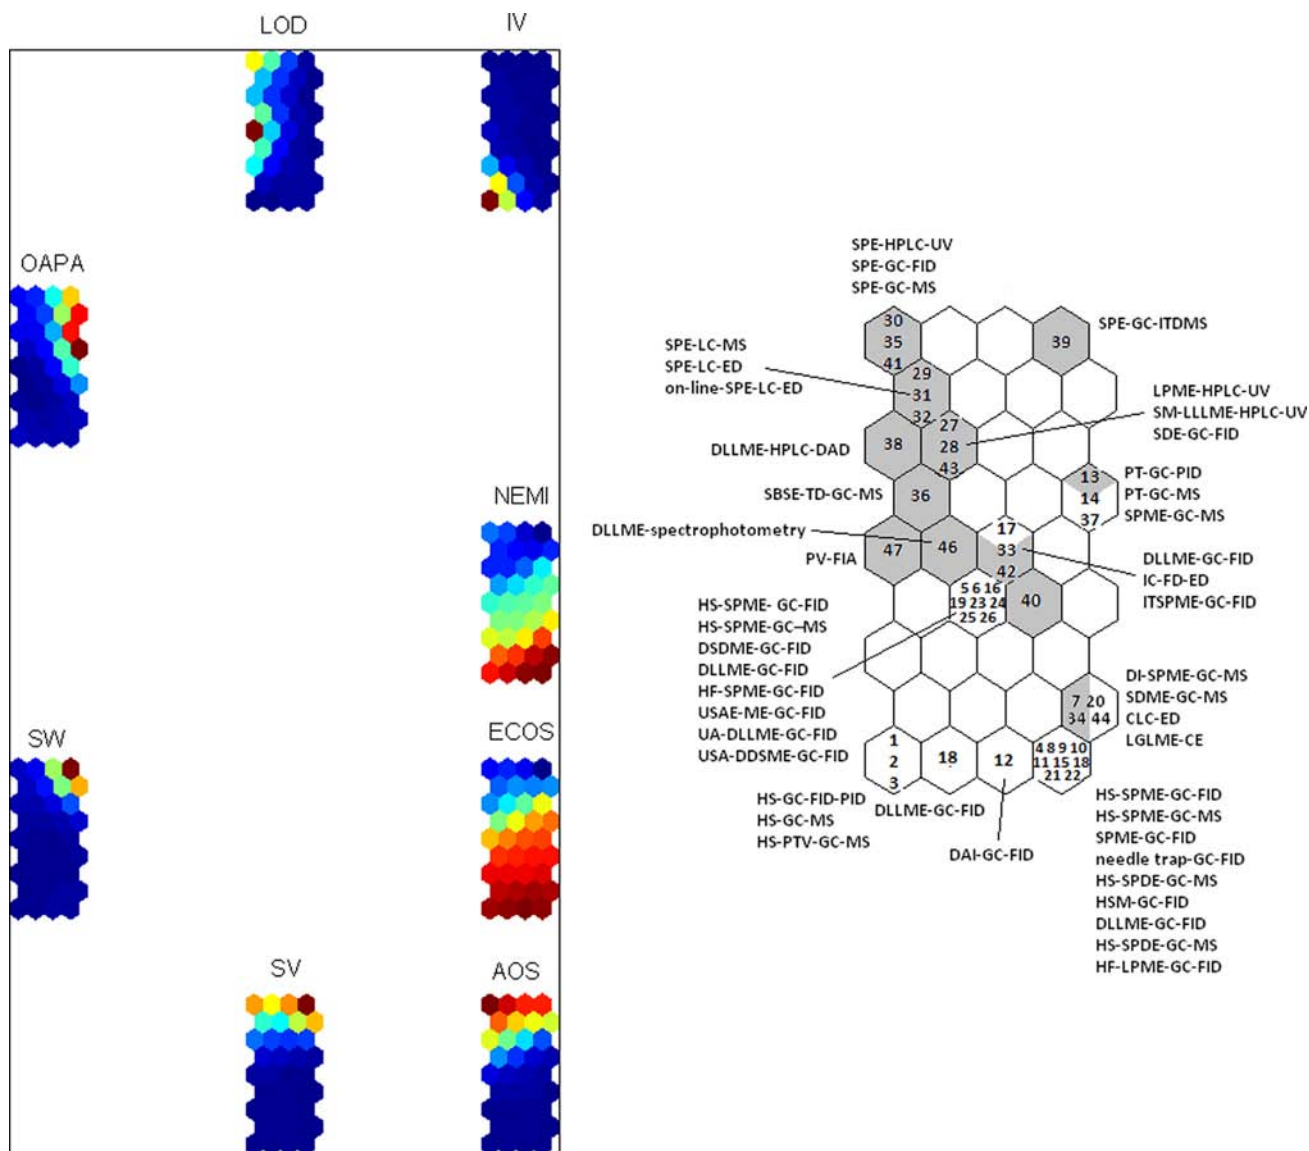 LOD
IV
OAPA
NEMI
SW
ECOS
SV
AOS
SPE-HPLC-UV
SPE-GC-FID
SPE-GC-MS
30
35
41
39
SPE-GC-ITDMS
SPE-LC-MS
SPE-LC-ED
on-line-SPE-LC-ED
29
31
32
LPME-HPLC-UV
SM-LLLME-HPLC-UV
SDE-GC-FID
27
28
43
DLLME-HPLC-DAD
38
13
14
37
PT-GC-PID
PT-GC-MS
SPME-GC-MS
SBSE-TD-GC-MS
36
DLLME-spectrophotometry
PV-FIA
47
46
17
33
42
DLLME-GC-FID
IC-FD-ED
ITSPME-GC-FID
5 6 16
19 23 24
25 26
40
HS-SPME- GC-FID
HS-SPME-GC–MS
DSDME-GC-FID
DLLME-GC-FID
HF-SPME-GC-FID
USAE-ME-GC-FID
UA-DLLME-GC-FID
USA-DDSME-GC-FID
7 20
34 44
DI-SPME-GC-MS
SDME-GC-MS
CLC-ED
LGLME-CE
1
2
3
18
12
4 8 9 10
11 15 18
21 22
HS-GC-FID-PID
HS-GC-MS
HS-PTV-GC-MS
DLLME-GC-FID
DAI-GC-FID
HS-SPME-GC-FID
HS-SPME-GC-MS
SPME-GC-FID
needle trap-GC-FID
HS-SPDE-GC-MS
HSM-GC-FID
DLLME-GC-FID
HS-SPDE-GC-MS
HF-LPME-GC-FID